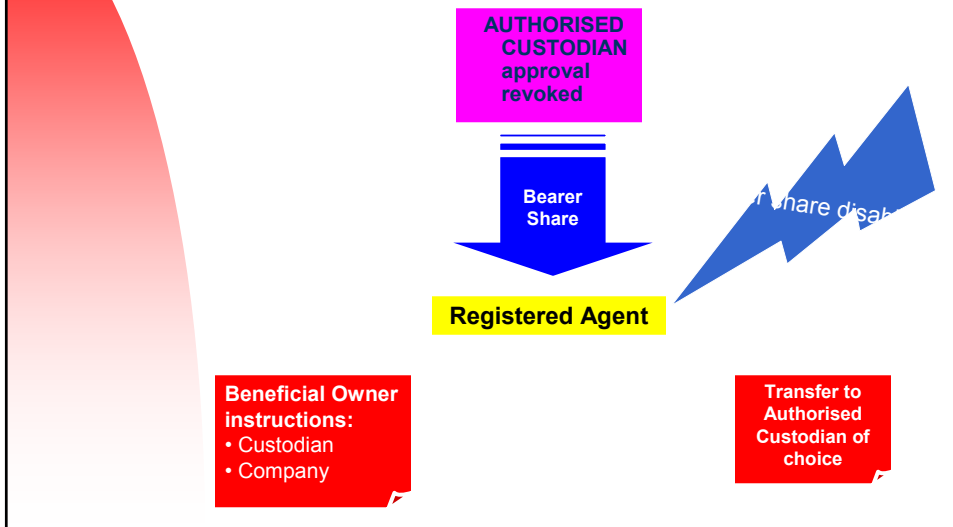 AUTHORISED
CUSTODIAN
approval
revoked
Bearer
Share
share
Registered Agent
Beneficial Owner
instructions:
• Custodian
• Company
Transfer to
Authorised
Custodian of
choice